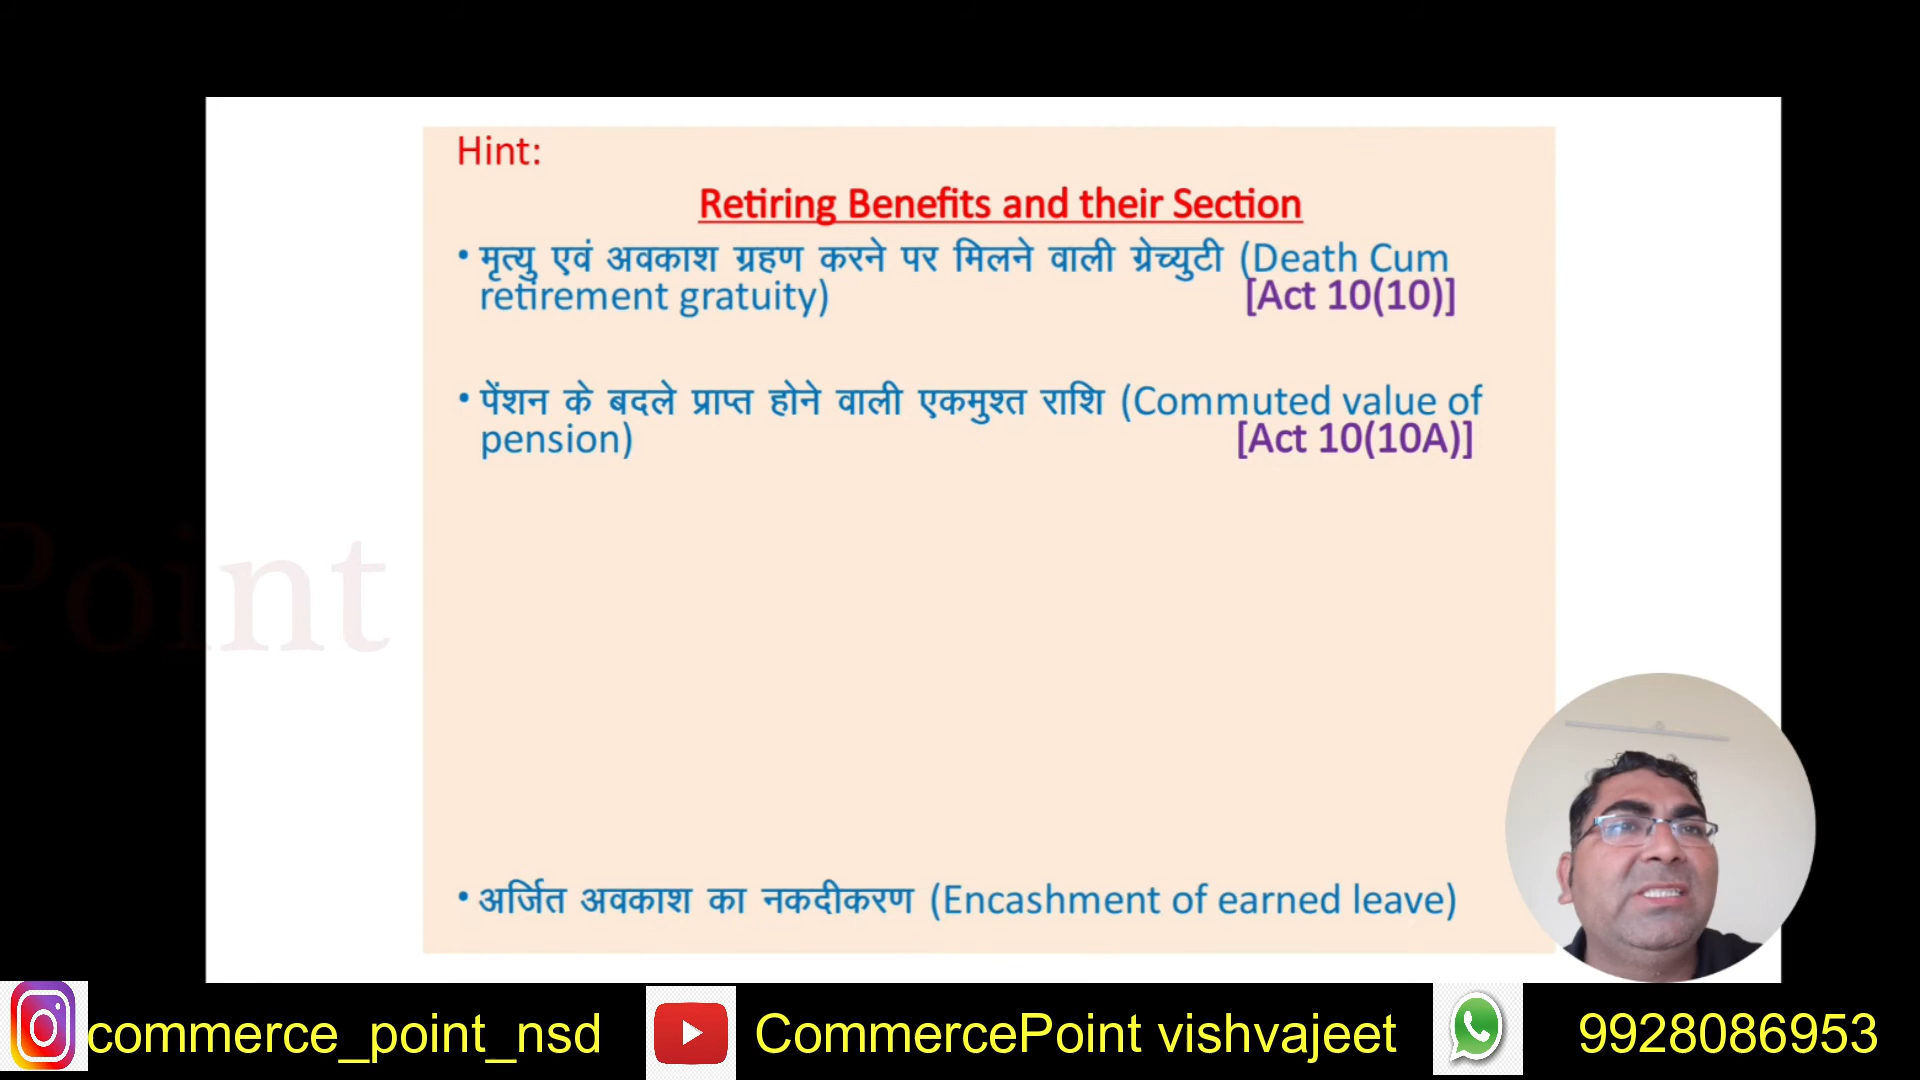 Hint:
Retiring Benefits and their Section
• मृत्यु एवं अवकाश ग्रहण करने पर मिलने वाली ग्रेच्युटी (Death Cum
retirement gratuity) [Act 10(10)]
• पेंशन के बदले प्राप्त होने वाली एकमुश्त राशि (Commuted value of
pension) [Act 10(10A)]
Point
• अर्जित अवकाश का नकदीकरण (Encashment of earned leave)
commerce_point_nsd CommercePoint vishvajeet 9928086953